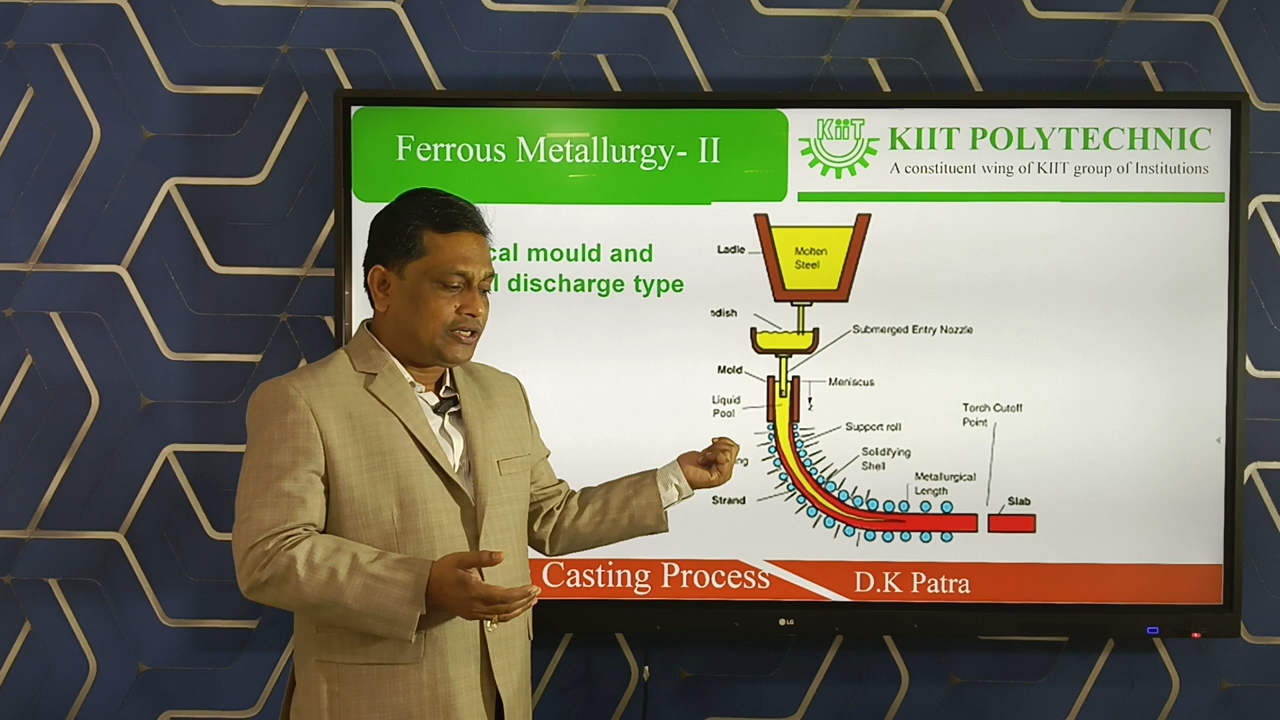 Ferrous Metallurgy- II
KiiT
KIIT POLYTECHNIC
A constituent wing of KIIT group of Institutions
mould and
discharge type
Ladle
Molten
Steel
Submerged Entry Nozzle
Mold
Meniscus
Liquid
Pool
z
Support roll
Torch Cutoff
Point
Solidifying
Shell
Metallurgical
Length
Strand
Slab
Casting Process
D.K Patra
LG